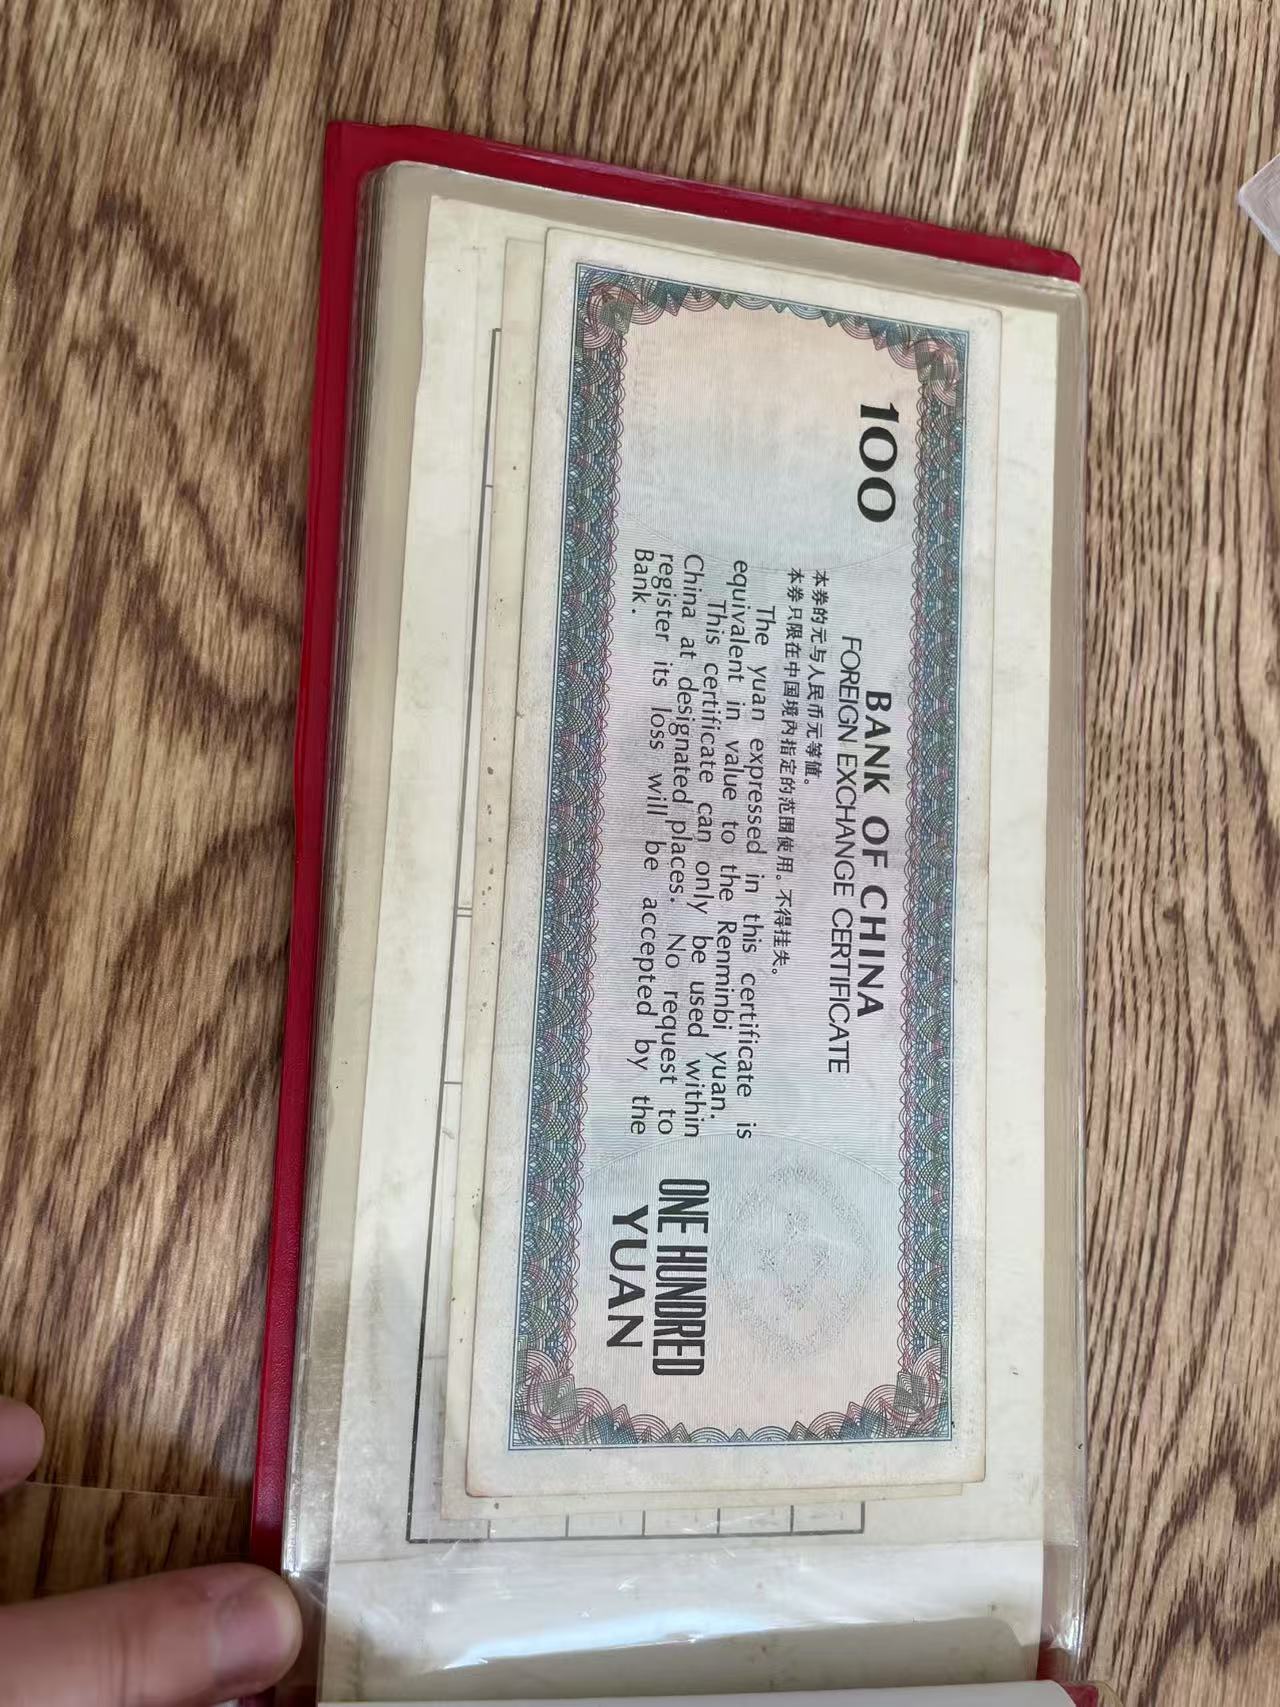 100
BANK OF CHINA
FOREIGN EXCHANGE CERTIFICATE
本券的元与人民币元等值。
本券只限在中国境内指定的范围使用。不得挂失。
The yuan expressed in this certificate is
equivalent in value to the Renminbi yuan.
This certificate can only be used within
China at designated places. No request to
register its loss will be accepted by the
Bank.
ONE HUNDRED
YUAN